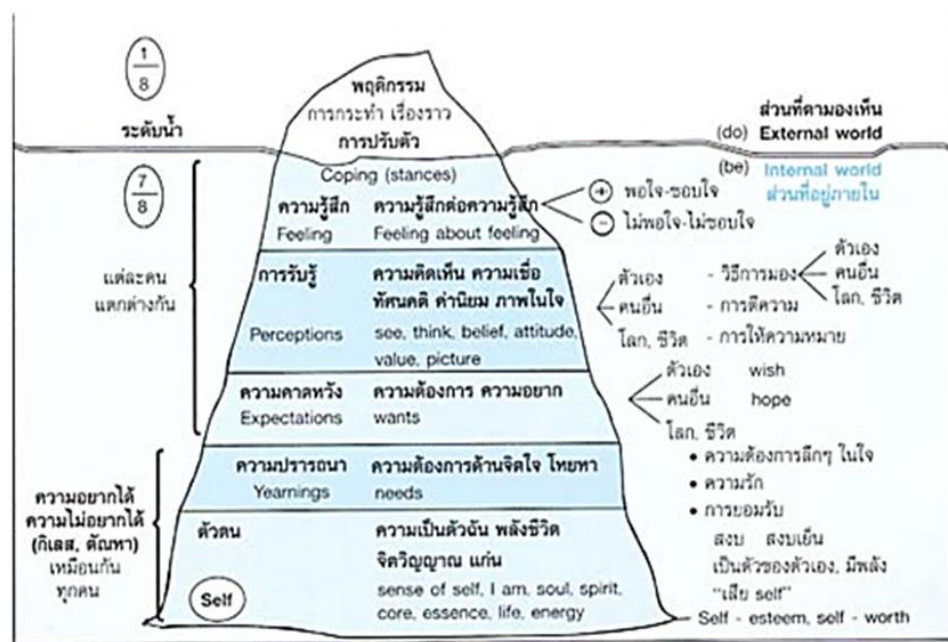 1
8
ระดับน้ำ
พฤติกรรม
การกระทำ เรื่องราว
การปรับตัว
ส่วนที่ตามองเห็น
(do) External world
(be) Internal world
ส่วนที่อยู่ภายใน
7
8
แต่ละคน
แตกต่างกัน
Coping (stances)
ความรู้สึก ความรู้สึกต่อความรู้สึก
Feeling Feeling about feeling
+ พอใจ-ชอบใจ
- ไม่พอใจ-ไม่ชอบใจ
การรับรู้ ความคิดเห็น ความเชื่อ
ทัศนคติ ค่านิยม ภาพในใจ
Perceptions see, think, belief, attitude,
value, picture
ตัวเอง - วิธีการมอง
คนอื่น - การตีความ
โลก, ชีวิต - การให้ความหมาย
ตัวเอง
คนอื่น
โลก, ชีวิต
ความคาดหวัง ความต้องการ ความอยาก
Expectations wants
ตัวเอง wish
คนอื่น hope
โลก, ชีวิต
ความปรารถนา ความต้องการด้านจิตใจ โหยหา
Yearnings needs
• ความต้องการลึกๆ ในใจ
• ความรัก
• การยอมรับ
สงบ สงบเย็น
เป็นตัวของตัวเอง, มีพลัง
"เสีย self"
Self - esteem, self - worth
ความอยากได้
ความไม่อยากได้
(กิเลส, ตัณหา)
เหมือนกัน
ทุกคน
ตัวตน ความเป็นตัวฉัน พลังชีวิต
จิตวิญญาณ แก่น
Self
sense of self, I am, soul, spirit,
core, essence, life, energy